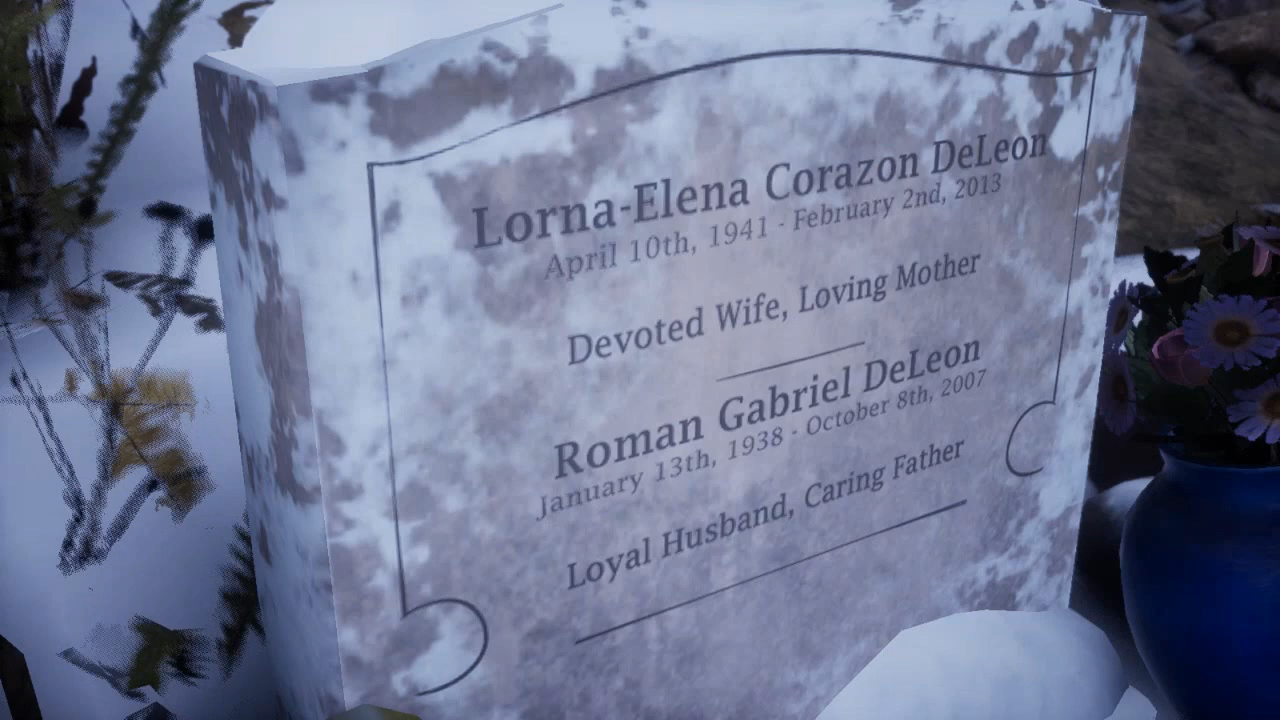 Lorna-Elena Corazon DeLeon
April 10th, 1941 - February 2nd, 2013
Devoted Wife, Loving Mother
Roman Gabriel DeLeon
January 13th, 1938 - October 8th, 2007
Loyal Husband, Caring Father